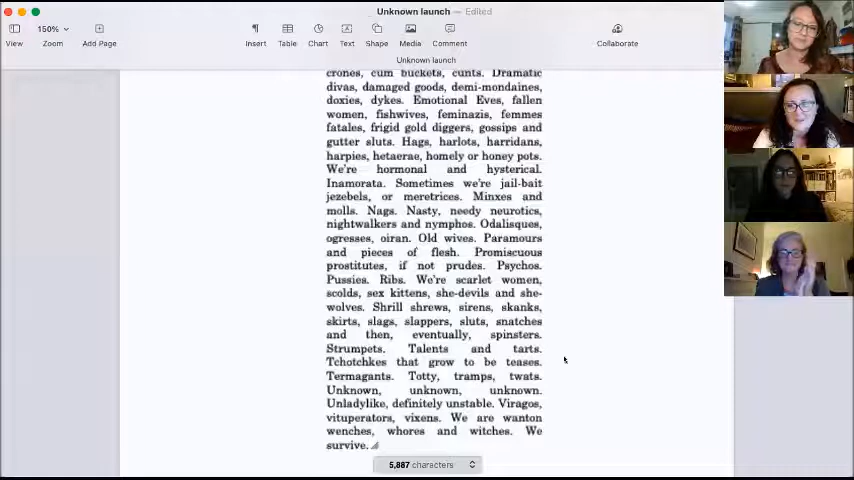 Unknown launch — Edited
View
150%
Zoom
Add Page
Insert
Table
Chart
Text
Shape
Media
Comment
Collaborate
Unknown launch
crones, cum buckets, cunts. Dramatic
divas, damaged goods, demi-mondaines,
doxies, dykes. Emotional Eves, fallen
women, fishwives, feminazis, femmes
fatales, frigid gold diggers, gossips and
gutter sluts. Hags, harlots, harridans,
harpies, hetaerae, homely or honey pots.
We're hormonal and hysterical.
Inamorata. Sometimes we're jail-bait
jezebels, or meretrices. Minxes and
molls. Nags. Nasty, needy neurotics,
nightwalkers and nymphos. Odalisques,
ogresses, oiran. Old wives. Paramours
and pieces of flesh. Promiscuous
prostitutes, if not prudes. Psychos.
Pussies. Ribs. We're scarlet women,
scolds, sex kittens, she-devils and she-
wolves. Shrill shrews, sirens, skanks,
skirts, slags, slappers, sluts, snatches
and then, eventually, spinsters.
Strumpets. Talents and tarts.
Tchotchkes that grow to be teases.
Termagants. Totty, tramps, twats.
Unknown, unknown, unknown.
Unladylike, definitely unstable. Viragos,
vituperators, vixens. We are wanton
wenches, whores and witches. We
survive.
5,887 characters